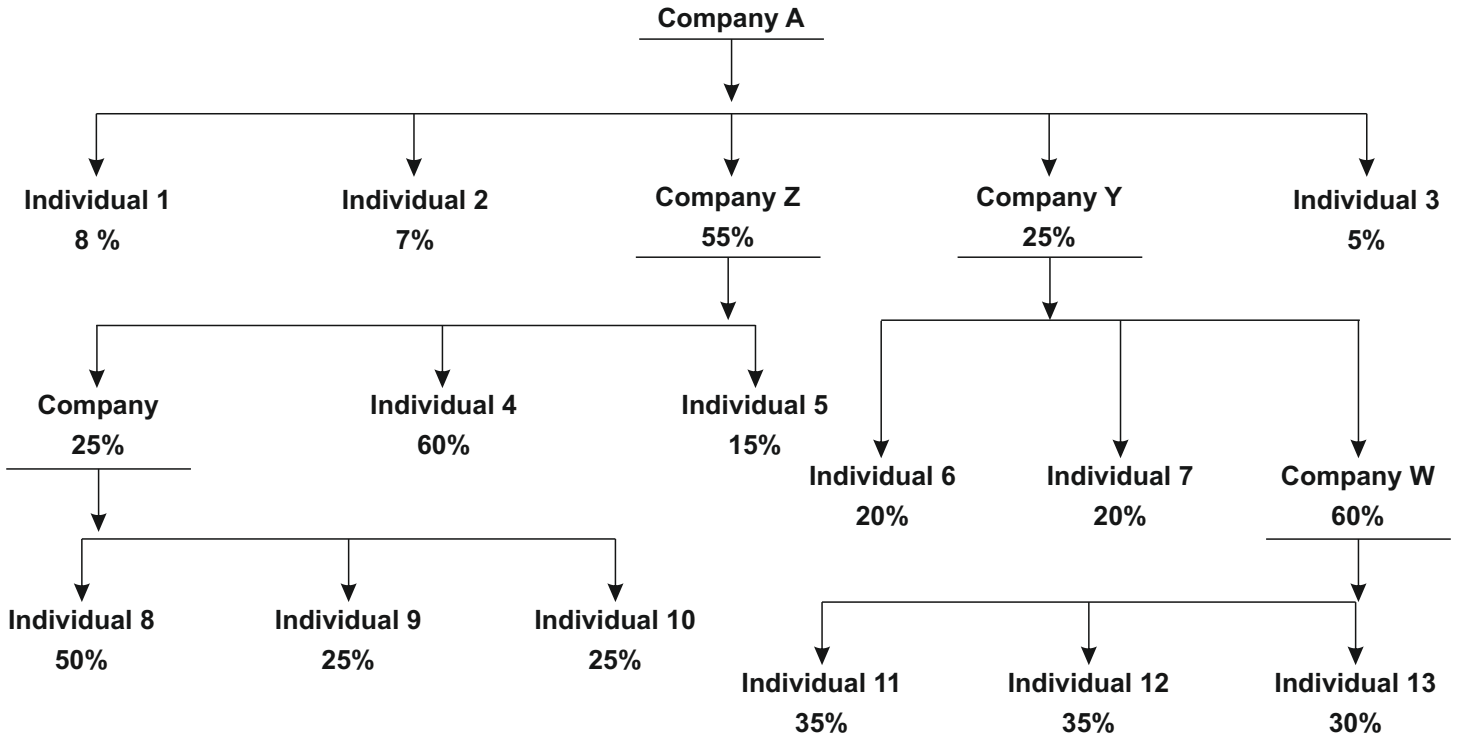 Company A
Individual 1
8 %
Individual 2
7%
Company Z
55%
Company Y
25%
Individual 3
5%
Company
25%
Individual 4
60%
Individual 5
15%
Individual 6
20%
Individual 7
20%
Company W
60%
Individual 8
50%
Individual 9
25%
Individual 10
25%
Individual 11
35%
Individual 12
35%
Individual 13
30%